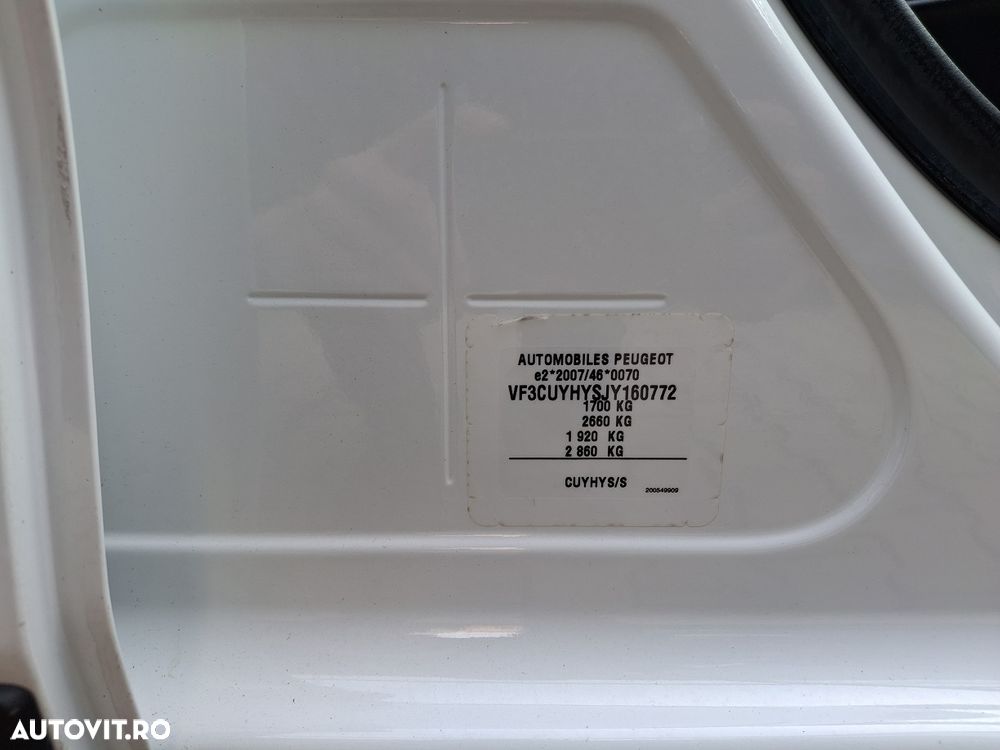 AUTOMOBILES PEUGEOT
e2*2007/46*0070
VF3CUYHYSJY160772
1700 KG
2660 KG
1 920 KG
2 860 KG
CUYHYS/S
200549909
AUTOVIT.RO